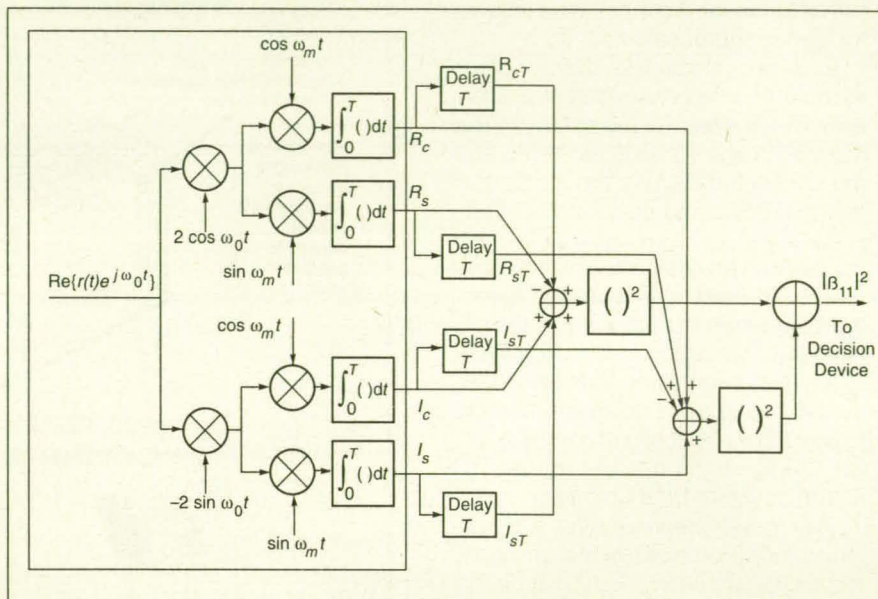 cos ω_m t
Delay T
R_cT
∫_0^T ( ) dt
R_c
2 cos ω_0 t
∫_0^T ( ) dt
R_s
sin ω_m t
Delay T
R_sT
Re{r(t)e^{jω_0 t}}
− + + +
( )^2
|ß_11|^2
To
Decision
Device
cos ω_m t
Delay T
I_sT
∫_0^T ( ) dt
I_c
+ + − +
( )^2
−2 sin ω_0 t
∫_0^T ( ) dt
I_s
sin ω_m t
Delay T
I_sT